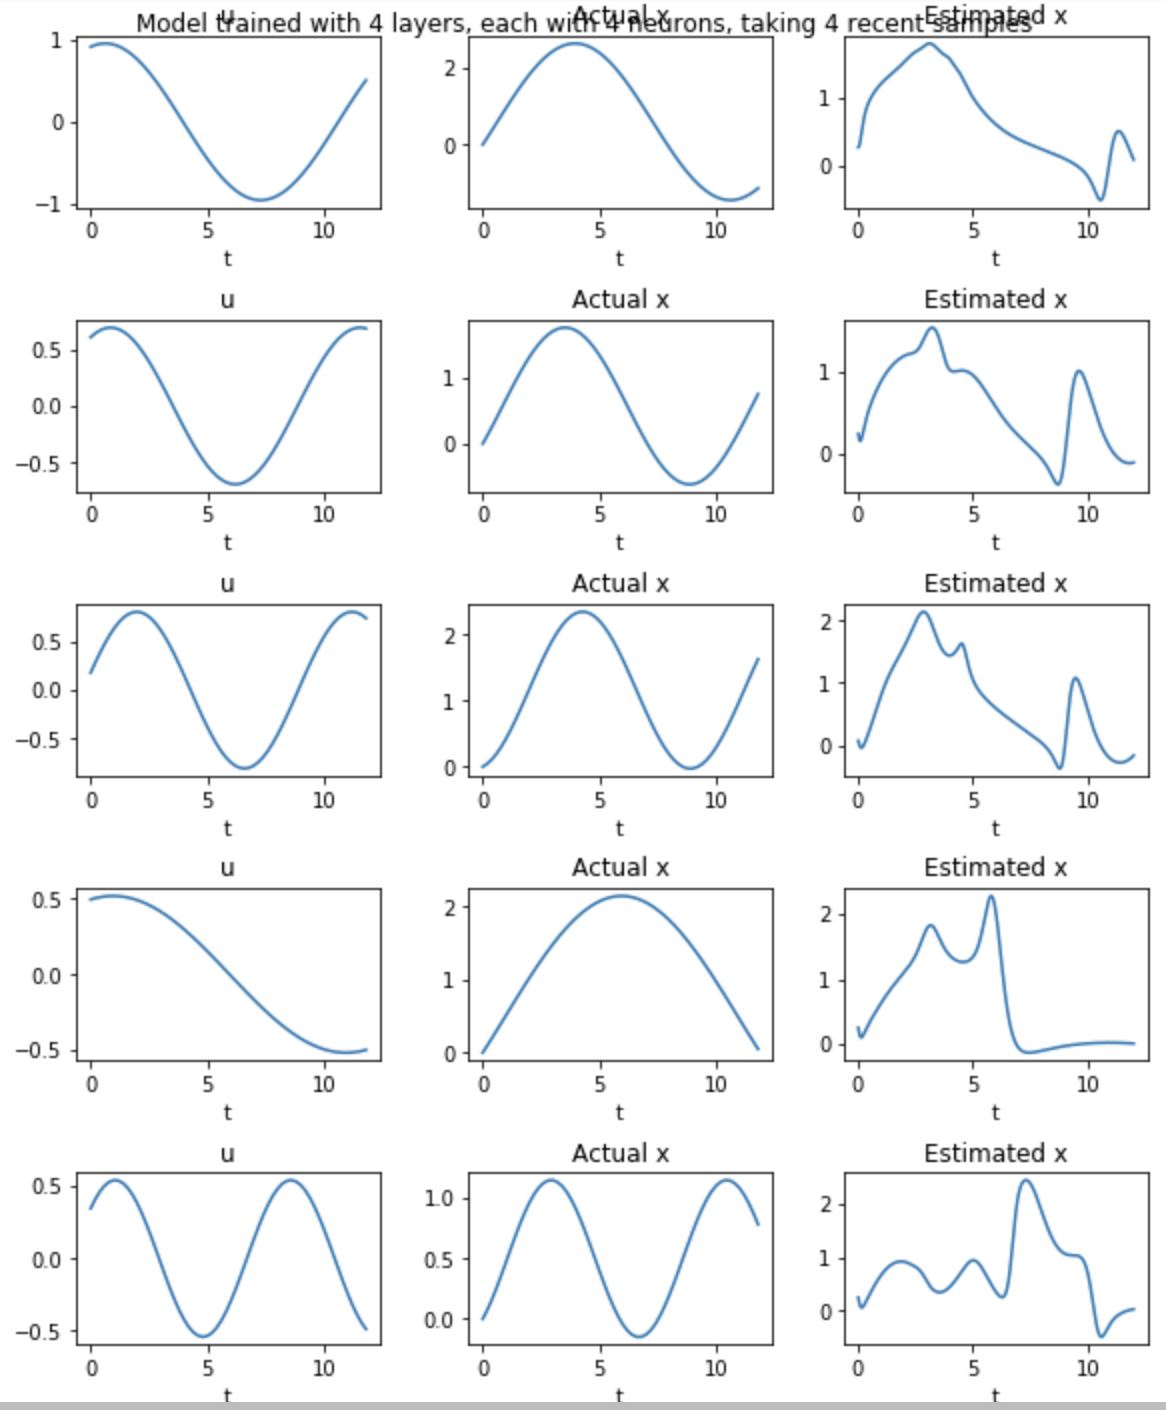 Model trained with 4 layers, each with 4 neurons, taking 4 recent samples
u Actual x Estimated x
1 2 1
0 0 0
−1
0 5 10 0 5 10 0 5 10
t t t
u Actual x Estimated x
0.5 1 1
0.0 0 0
−0.5
0 5 10 0 5 10 0 5 10
t t t
u Actual x Estimated x
0.5 2 2
0.0 1 1
−0.5 0 0
0 5 10 0 5 10 0 5 10
t t t
u Actual x Estimated x
0.5 2 2
0.0 1 1
−0.5 0 0
0 5 10 0 5 10 0 5 10
t t t
u Actual x Estimated x
0.5 1.0 2
0.0 0.5 1
−0.5 0.0 0
0 5 10 0 5 10 0 5 10
t t t